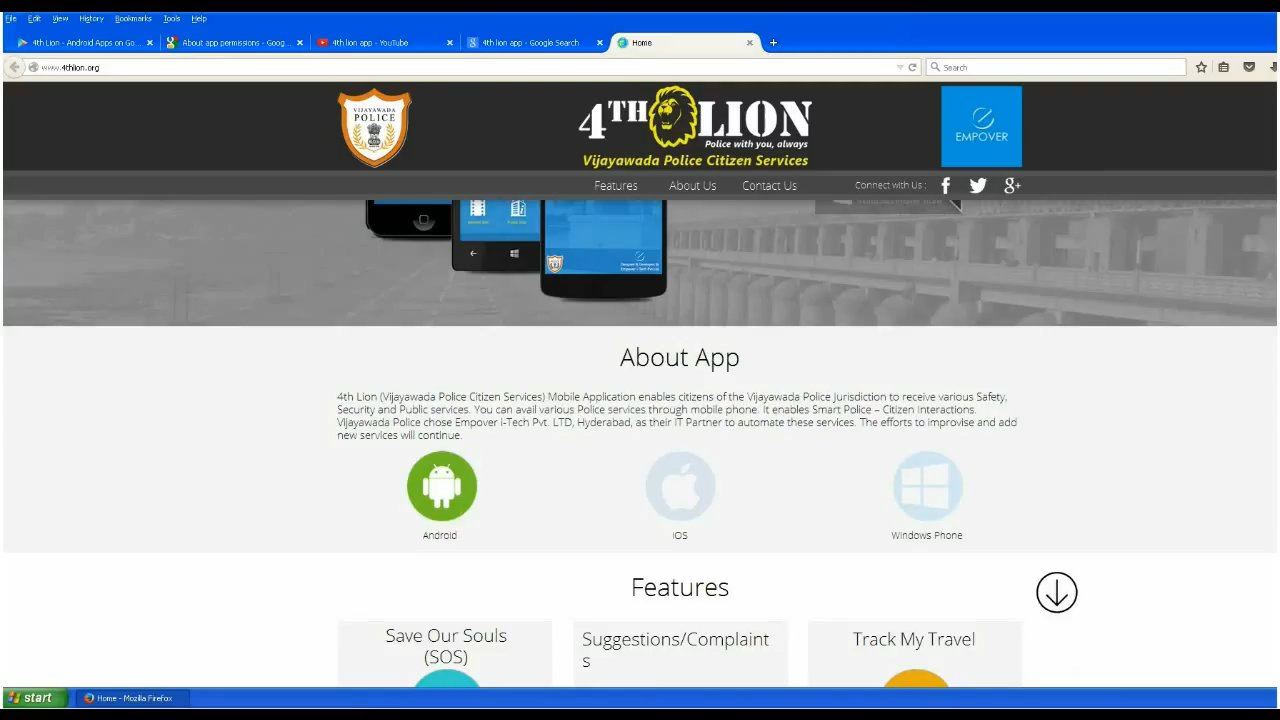 File Edit View History Bookmarks Tools Help
4th Lion - Android Apps on Go... About app permissions - Goog... 4th lion app - YouTube 4th lion app - Google Search Home
www.4thlion.org Search
VIJAYAWADA
POLICE
4TH LION
Police with you, always
Vijayawada Police Citizen Services
EMPOVER
Features About Us Contact Us Connect with Us :
About App
4th Lion (Vijayawada Police Citizen Services) Mobile Application enables citizens of the Vijayawada Police Jurisdiction to receive various Safety,
Security and Public services. You can avail various Police services through mobile phone. It enables Smart Police – Citizen Interactions.
Vijayawada Police chose Empover i-Tech Pvt. LTD, Hyderabad, as their IT Partner to automate these services. The efforts to improvise and add
new services will continue.
Android iOS Windows Phone
Features
Save Our Souls
(SOS)
Suggestions/Complaint
s
Track My Travel
start Home - Mozilla Firefox